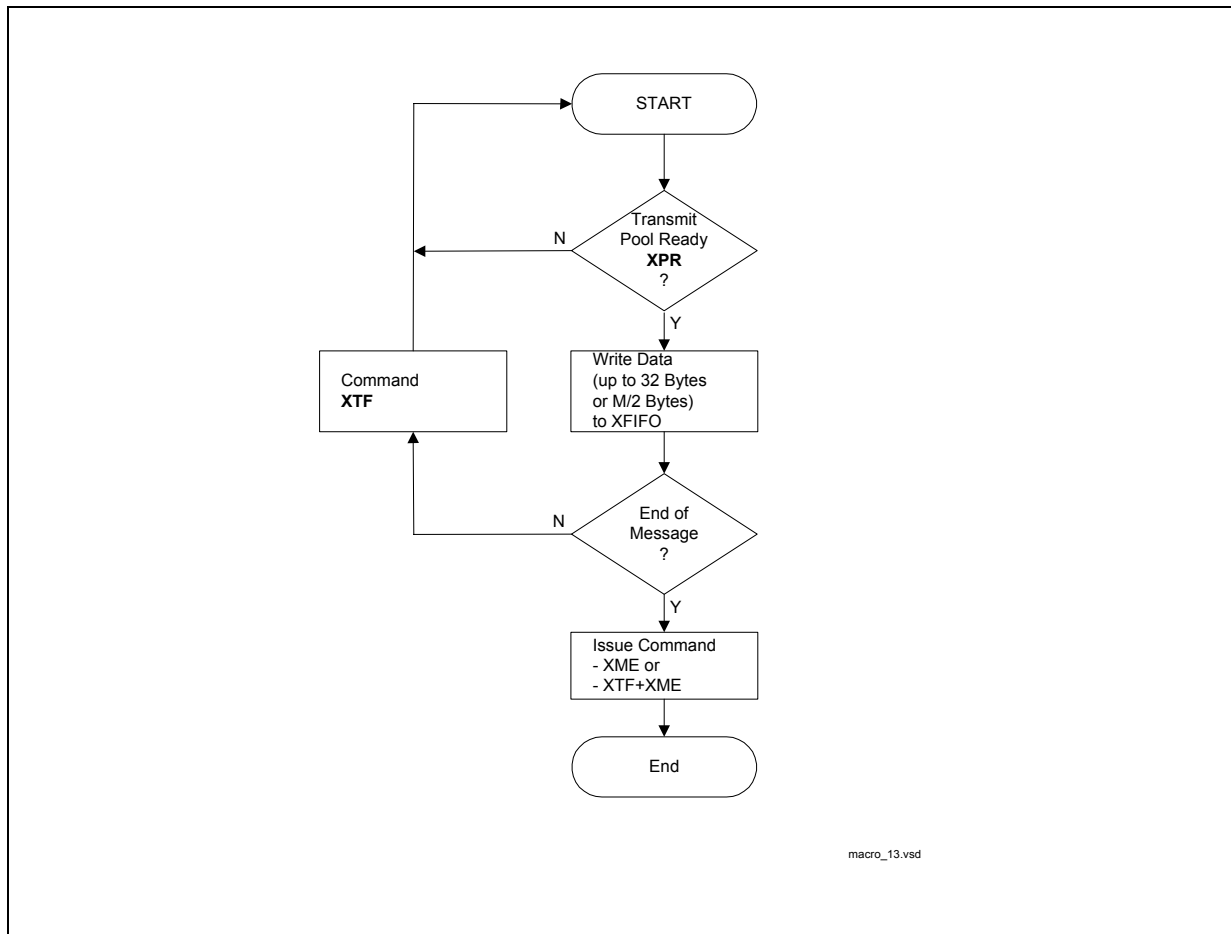 START
Transmit
Pool Ready
XPR
?
N
Y
Command
XTF
Write Data
(up to 32 Bytes
or M/2 Bytes)
to XFIFO
End of
Message
?
N
Y
Issue Command
- XME or
- XTF+XME
End
macro_13.vsd